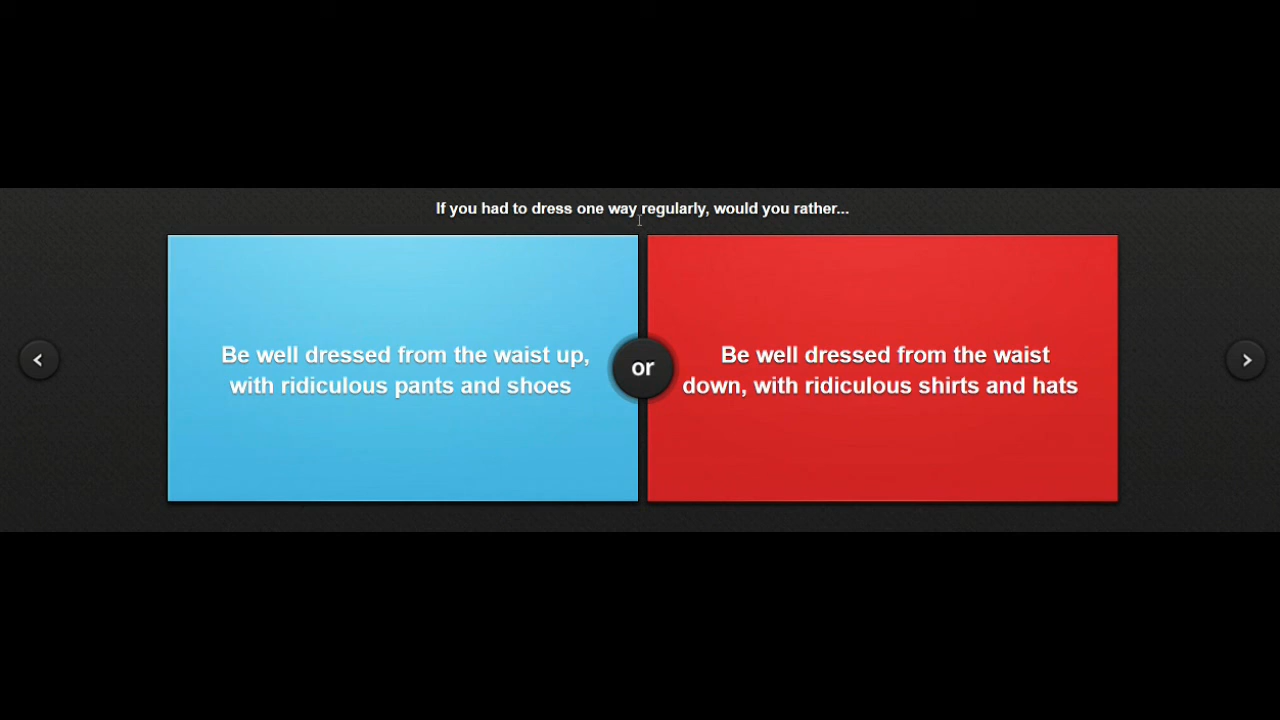 If you had to dress one way regularly, would you rather...
Be well dressed from the waist up,
with ridiculous pants and shoes
or
Be well dressed from the waist
down, with ridiculous shirts and hats